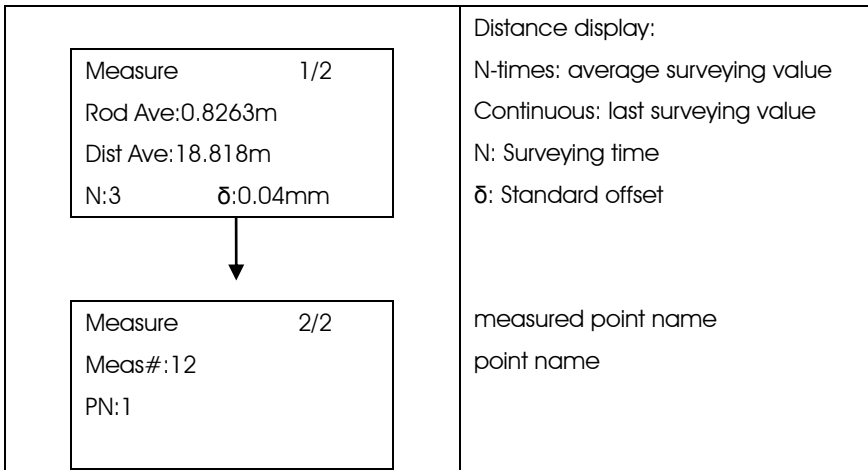 Measure 1/2
Rod Ave:0.8263m
Dist Ave:18.818m
N:3 δ:0.04mm
Distance display:
N-times: average surveying value
Continuous: last surveying value
N: Surveying time
δ: Standard offset
Measure 2/2
Meas#:12
PN:1
measured point name
point name